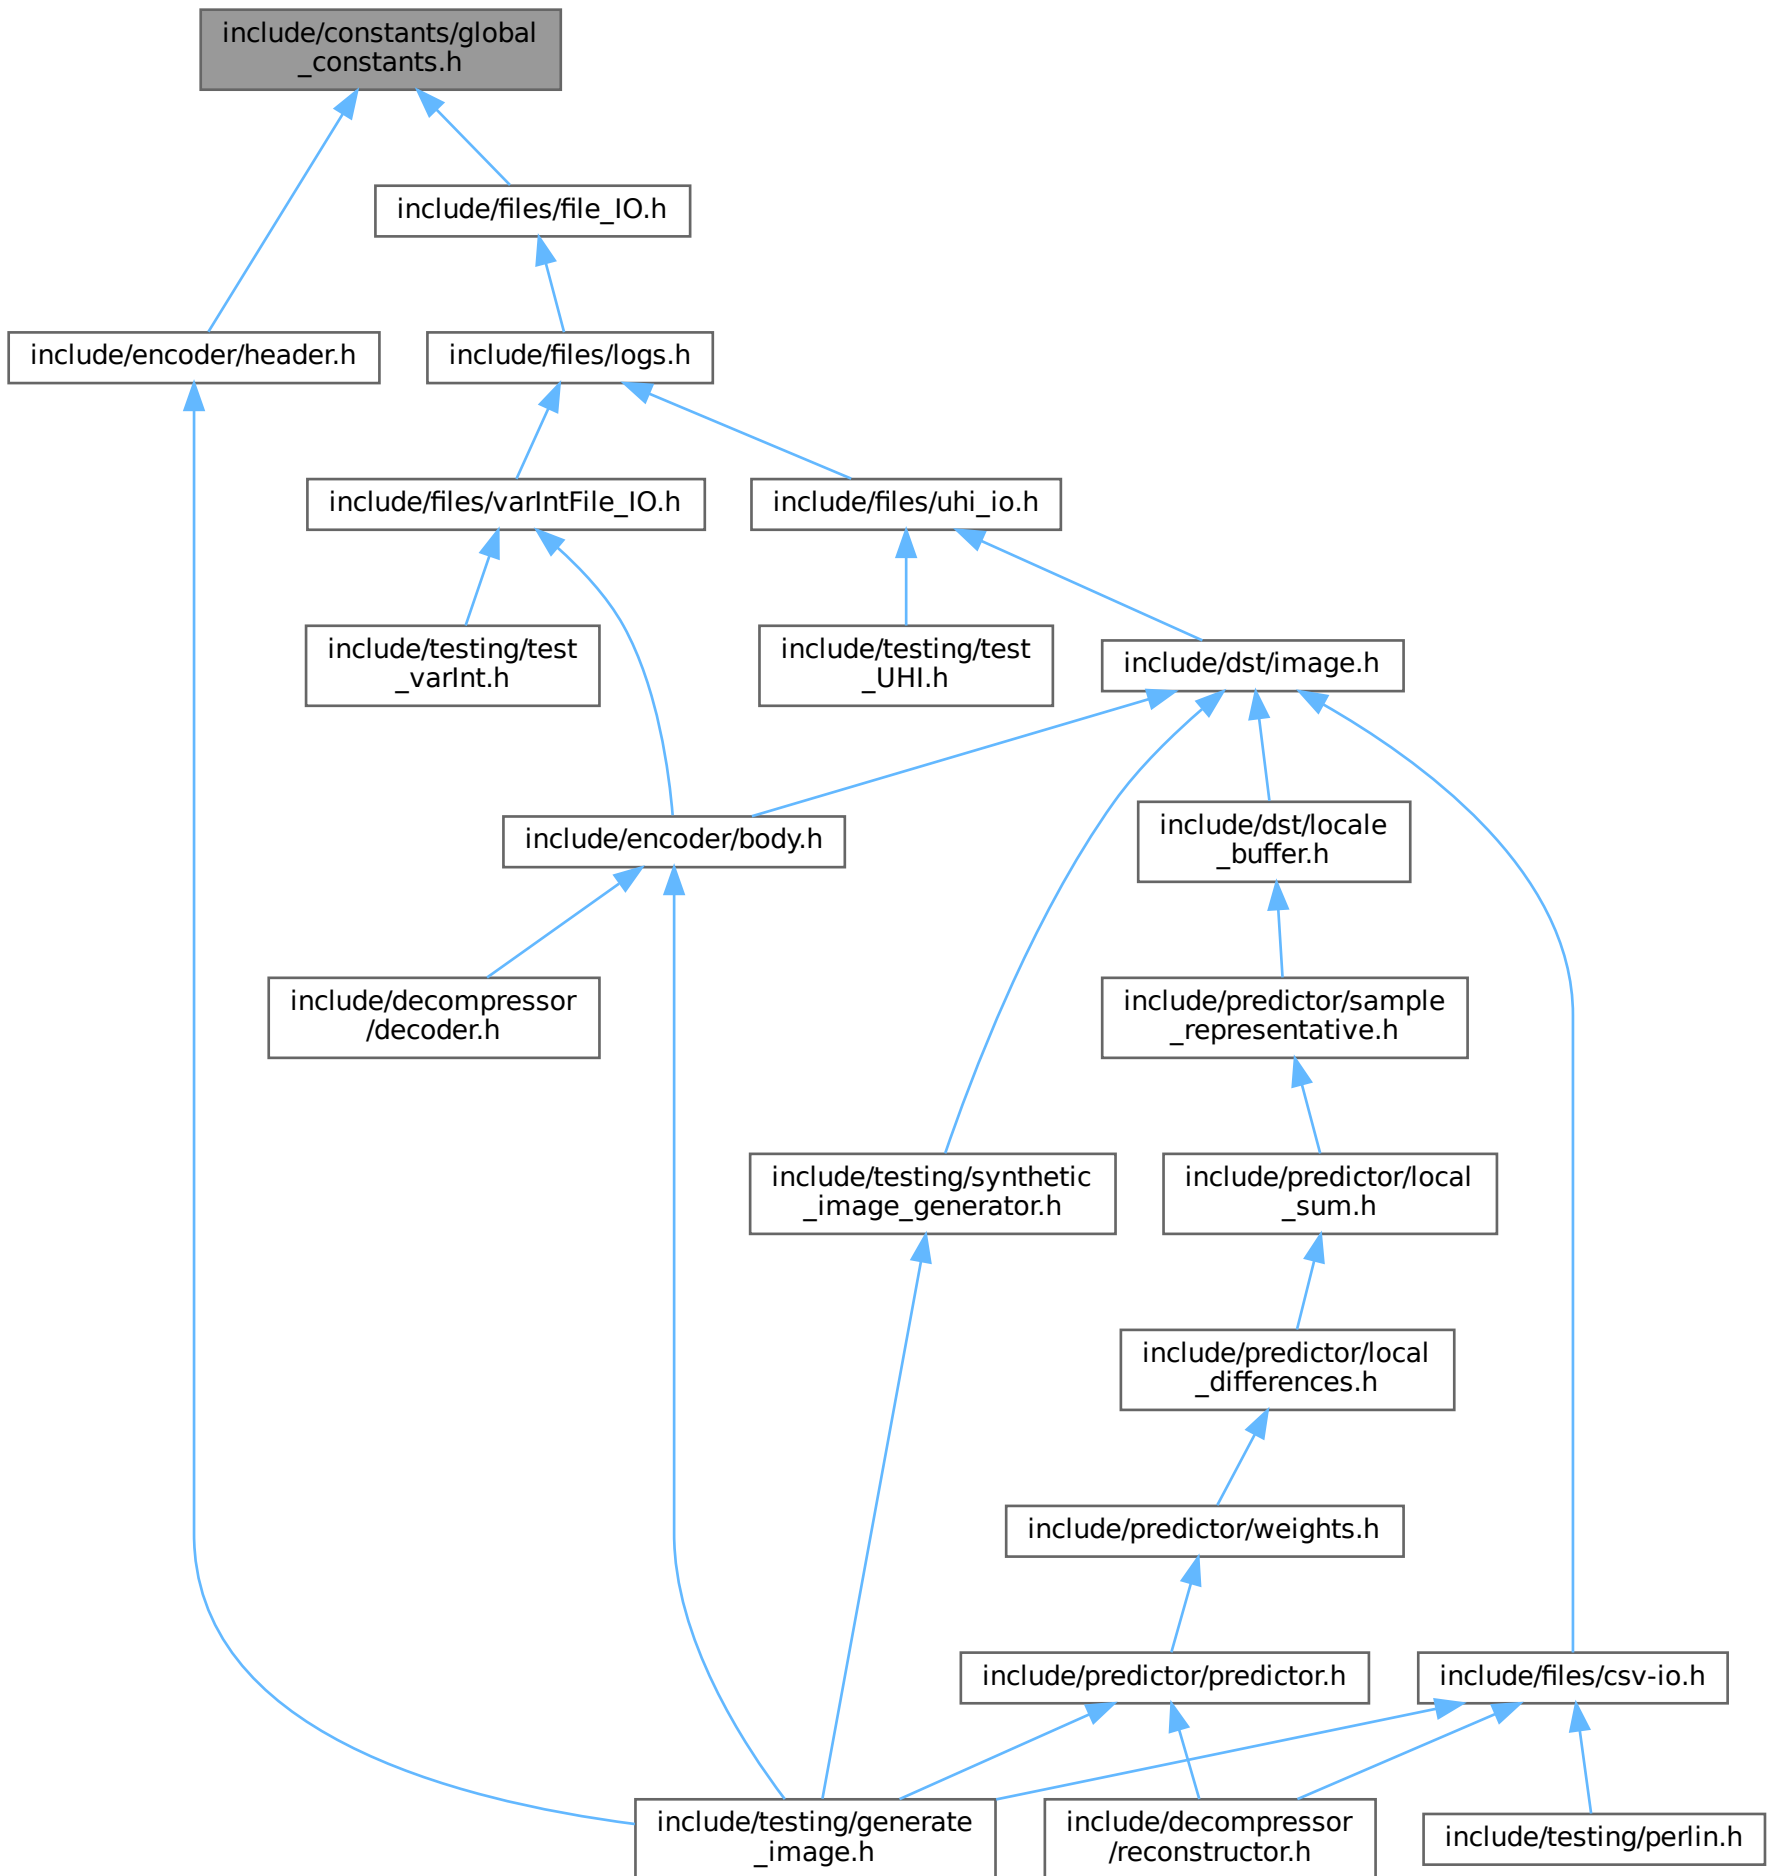 include/constants/global
_constants.h
include/files/file_IO.h
include/encoder/header.h
include/files/logs.h
include/files/varIntFile_IO.h
include/files/uhi_io.h
include/testing/test
_varInt.h
include/testing/test
_UHI.h
include/dst/image.h
include/encoder/body.h
include/dst/locale
_buffer.h
include/decompressor
/decoder.h
include/predictor/sample
_representative.h
include/testing/synthetic
_image_generator.h
include/predictor/local
_sum.h
include/predictor/local
_differences.h
include/predictor/weights.h
include/predictor/predictor.h
include/files/csv-io.h
include/testing/generate
_image.h
include/decompressor
/reconstructor.h
include/testing/perlin.h